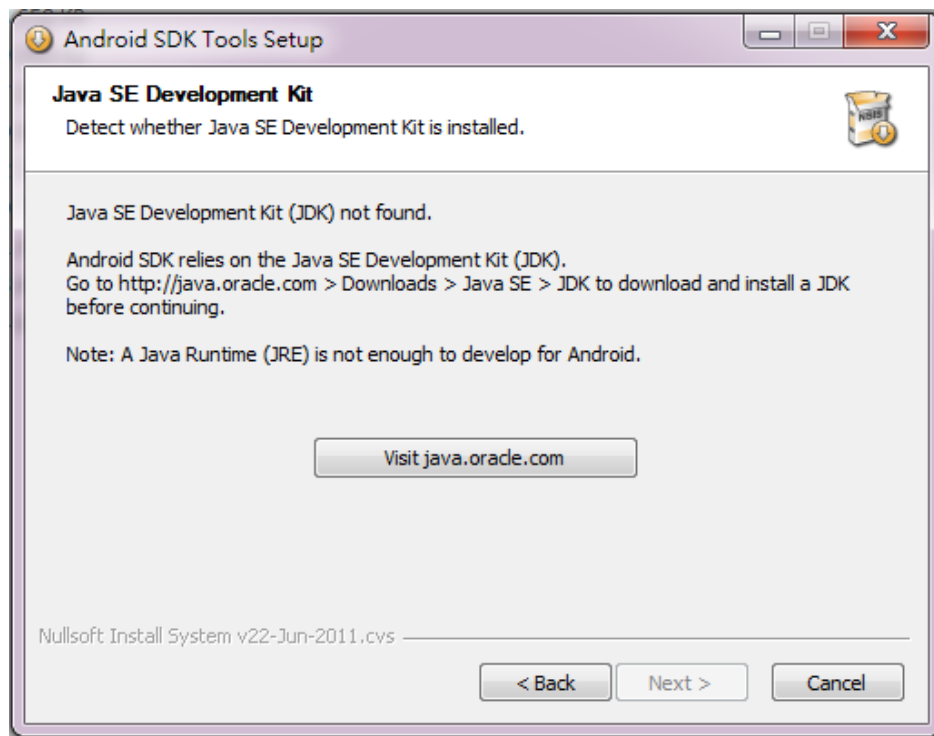 Android SDK Tools Setup
Java SE Development Kit
Detect whether Java SE Development Kit is installed.
NSIS
Java SE Development Kit (JDK) not found.
Android SDK relies on the Java SE Development Kit (JDK).
Go to http://java.oracle.com > Downloads > Java SE > JDK to download and install a JDK
before continuing.
Note: A Java Runtime (JRE) is not enough to develop for Android.
Visit java.oracle.com
Nullsoft Install System v22-Jun-2011.cvs
< Back
Next >
Cancel